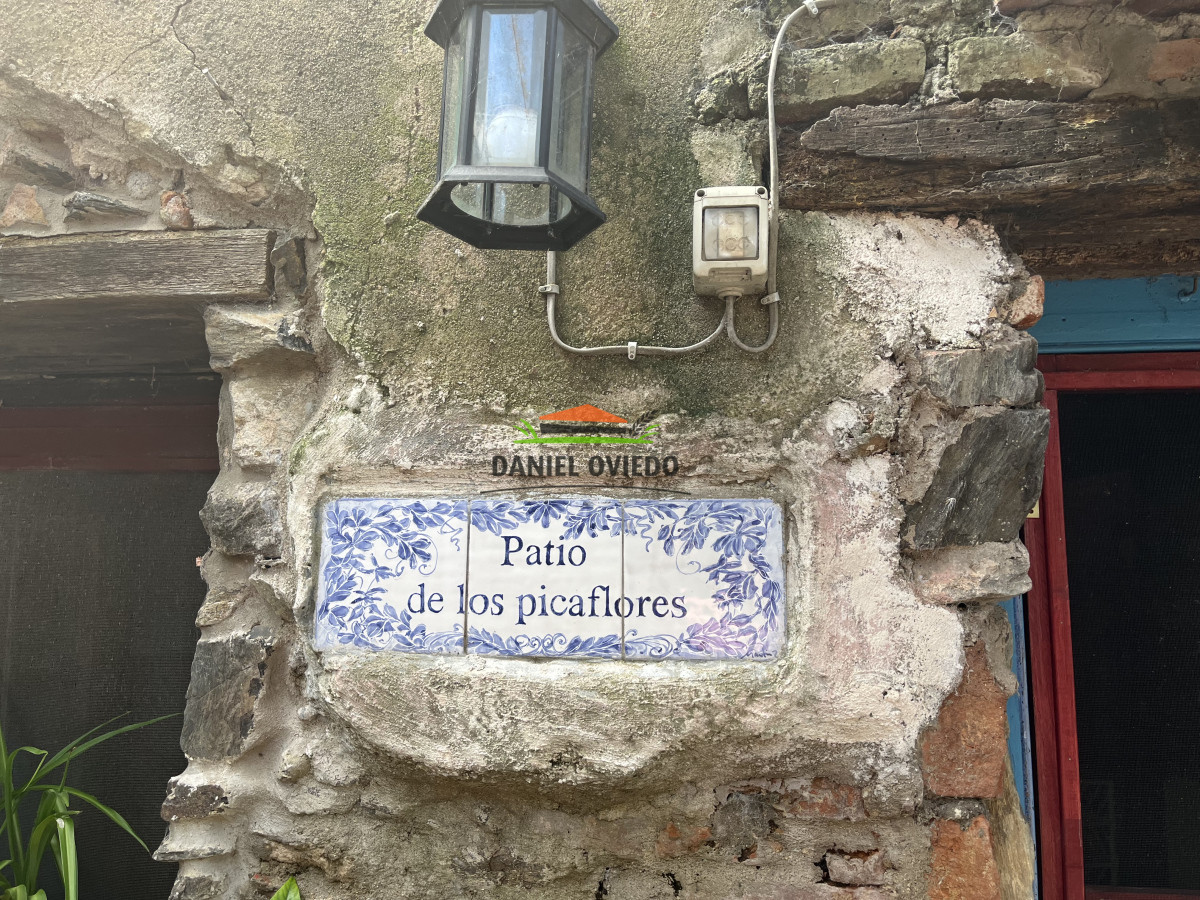 DANIEL OVIEDO
Patio
de los picaflores